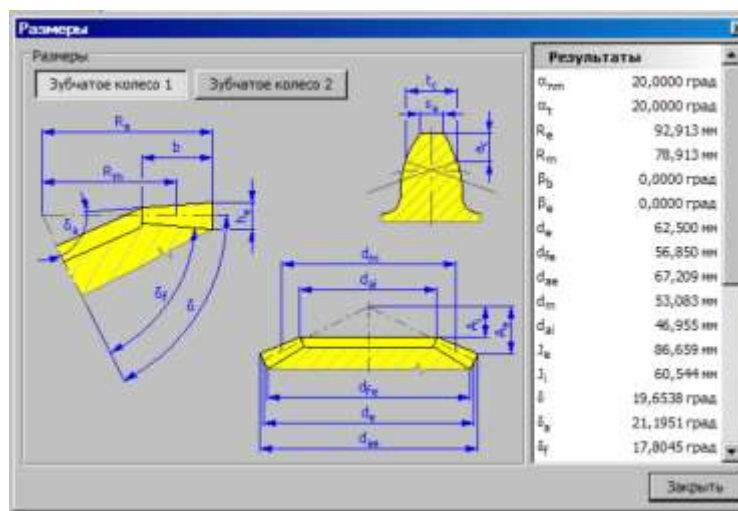 Размеры
Размеры
Зубчатое колесо 1
Зубчатое колесо 2
Результаты
αnm 20,0000 град
αt 20,0000 град
Re 92,913 мм
Rm 78,913 мм
βb 0,0000 град
βe 0,0000 град
de 62,500 мм
dfe 56,850 мм
dae 67,209 мм
dm 53,083 мм
dai 46,955 мм
86,659 мм
60,544 мм
δ 19,6538 град
δa 21,1951 град
δf 17,8045 град
Re
b
Rm
he
δa
δf
δ
tc
sa
ac
dm
dai
dfe
de
dae
Закрыть